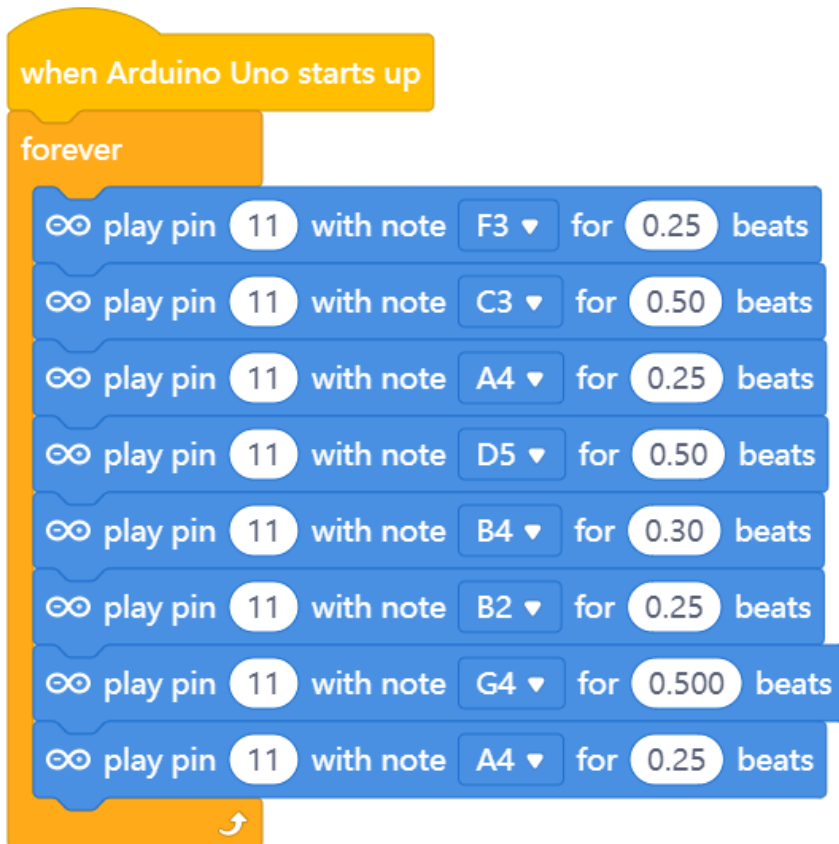 when Arduino Uno starts up
forever
play pin 11 with note F3 for 0.25 beats
play pin 11 with note C3 for 0.50 beats
play pin 11 with note A4 for 0.25 beats
play pin 11 with note D5 for 0.50 beats
play pin 11 with note B4 for 0.30 beats
play pin 11 with note B2 for 0.25 beats
play pin 11 with note G4 for 0.500 beats
play pin 11 with note A4 for 0.25 beats